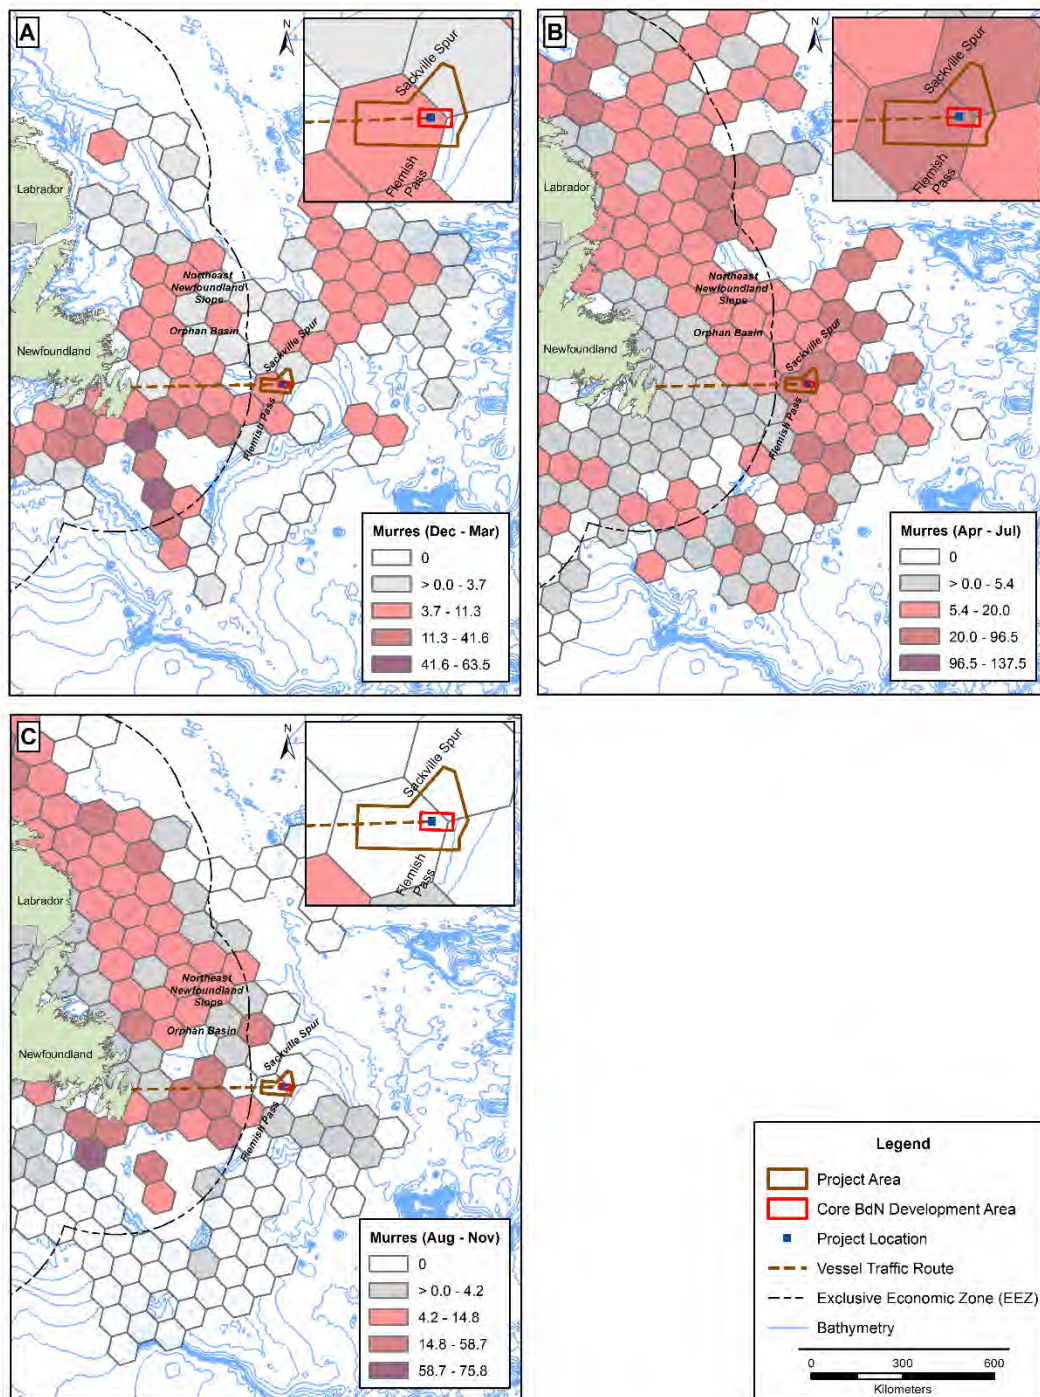 A
N
Sackville Spur
Flemish
Pass
Labrador
Northeast
Newfoundland
Slope
Orphan Basin
Newfoundland
Sackville Spur
Flemish Pass
Murres (Dec - Mar)
0
> 0.0 - 3.7
3.7 - 11.3
11.3 - 41.6
41.6 - 63.5
B
N
Sackville Spur
Flemish
Pass
Labrador
Northeast
Newfoundland
Slope
Orphan Basin
Newfoundland
Sackville Spur
Flemish Pass
Murres (Apr - Jul)
0
> 0.0 - 5.4
5.4 - 20.0
20.0 - 96.5
96.5 - 137.5
C
N
Sackville Spur
Flemish
Pass
Labrador
Northeast
Newfoundland
Slope
Orphan Basin
Newfoundland
Sackville Spur
Flemish Pass
Murres (Aug - Nov)
0
> 0.0 - 4.2
4.2 - 14.8
14.8 - 58.7
58.7 - 75.8
Legend
Project Area
Core BdN Development Area
Project Location
Vessel Traffic Route
Exclusive Economic Zone (EEZ)
Bathymetry
0 300 600
Kilometers